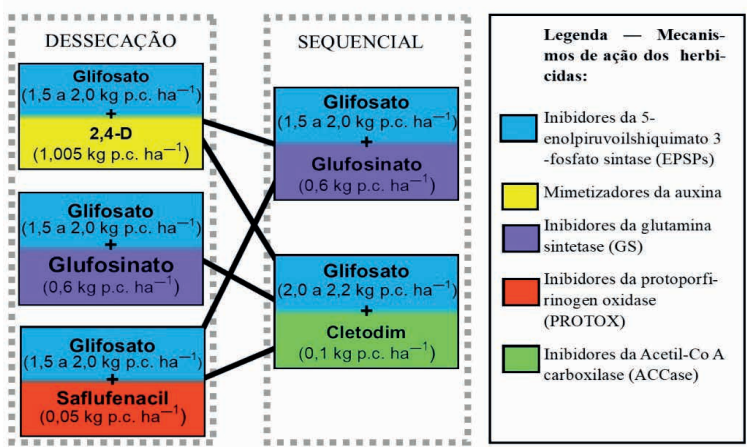 DESSECAÇÃO
Glifosato
(1,5 a 2,0 kg p.c. ha—1)
+
2,4-D
(1,005 kg p.c. ha—1)
Glifosato
(1,5 a 2,0 kg p.c. ha—1)
+
Glufosinato
(0,6 kg p.c. ha—1)
Glifosato
(1,5 a 2,0 kg p.c. ha—1)
+
Saflufenacil
(0,05 kg p.c. ha—1)
SEQUENCIAL
Glifosato
(1,5 a 2,0 kg p.c. ha—1)
+
Glufosinato
(0,6 kg p.c. ha—1)
Glifosato
(2,0 a 2,2 kg p.c. ha—1)
+
Cletodim
(0,1 kg p.c. ha—1)
Legenda — Mecanis-
mos de ação dos herbi-
cidas:
Inibidores da 5-
enolpiruvoilshiquimato 3
-fosfato sintase (EPSPs)
Mimetizadores da auxina
Inibidores da glutamina
sintetase (GS)
Inibidores da protoporfi-
rinogen oxidase
(PROTOX)
Inibidores da Acetil-Co A
carboxilase (ACCase)